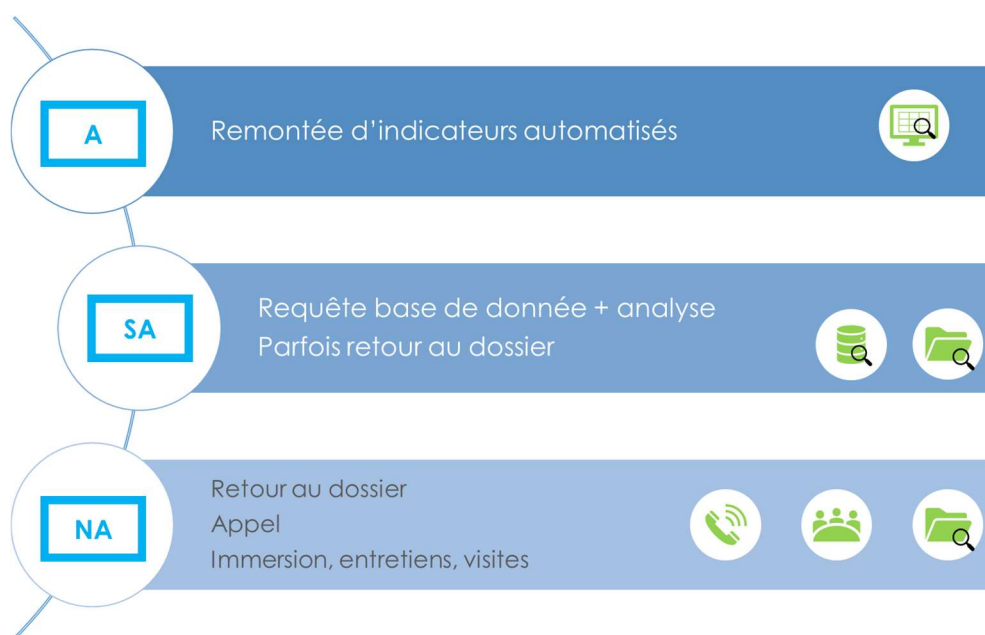 A
Remontée d’indicateurs automatisés
SA
Requête base de donnée + analyse
Parfois retour au dossier
NA
Retour au dossier
Appel
Immersion, entretiens, visites